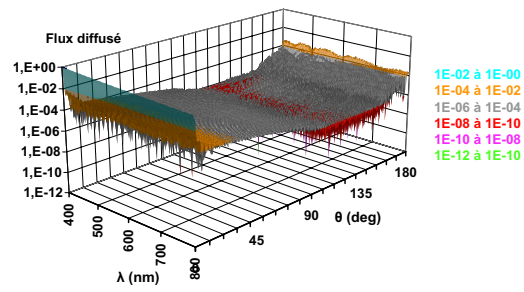 Flux diffusé
1,E+00
1,E-02
1,E-04
1,E-06
1,E-08
1,E-10
1,E-12
400
500
600
700
800
λ (nm)
0
45
90
135
180
θ (deg)
1E-02 à 1E-00
1E-04 à 1E-02
1E-06 à 1E-04
1E-08 à 1E-10
1E-10 à 1E-08
1E-12 à 1E-10